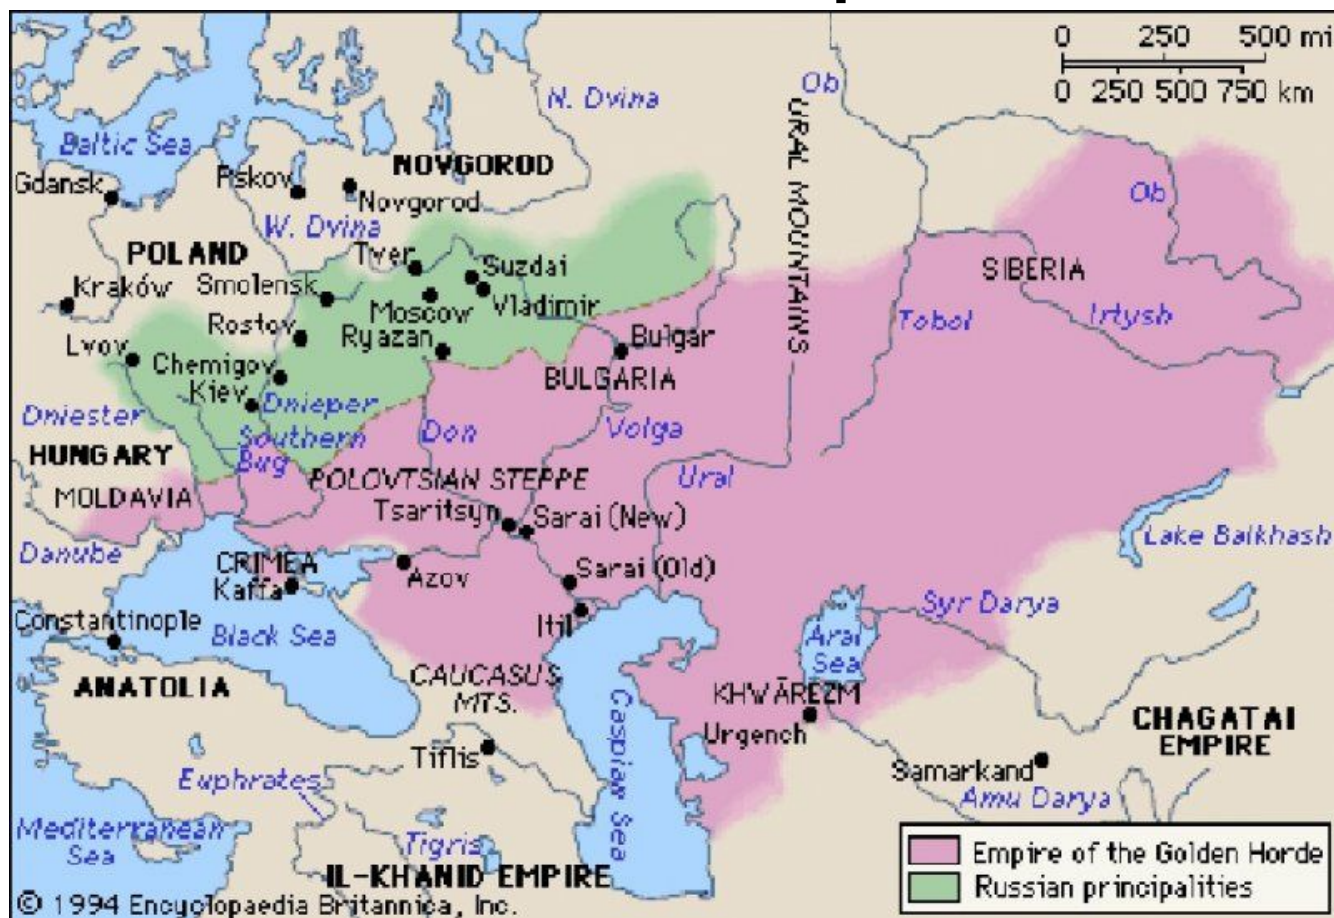 0 250 500 mi
0 250 500 750 km
Ob
N. Dvina
URAL MOUNTAINS
Baltic Sea
NOVGOROD
Pskov
Gdansk
Novgorod
Ob
W. Dvina
POLAND
Tver
Suzdai
SIBERIA
Kraków
Smolensk
Moscow
Vladimir
Irtysh
Tobol
Rostov
Ryazan
Bulgar
Lvov
Chemigov
BULGARIA
Kiev
Dnieper
Dniester
Southern
Bug
Don
Volga
HUNGARY
POLOVTSIAN STEPPE
Ural
MOLDAVIA
Tsaritsyn
Sarai (New)
Danube
Lake Balkhash
CRIMEA
Kaffa
Azov
Sarai (Old)
Syr Darya
Constantinople
Black Sea
Itil
Aral
Sea
ANATOLIA
CAUCASUS
MTS.
Caspian Sea
KHWĀREZM
Urgench
CHAGATAI
EMPIRE
Tiflis
Samarkand
Amu Darya
Euphrates
Mediterranean
Sea
Tigris
IL-KHANID EMPIRE
Empire of the Golden Horde
Russian principalities
© 1994 Encyclopaedia Britannica, Inc.